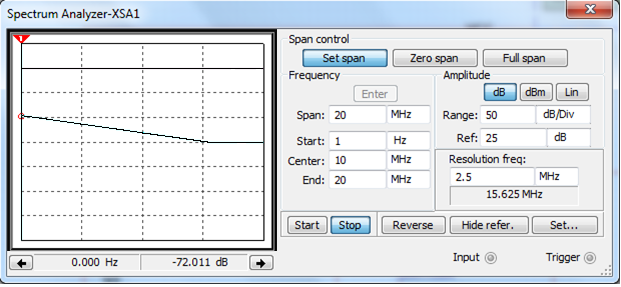 Spectrum Analyzer-XSA1
1
0.000 Hz
-72.011 dB
Span control
Set span
Zero span
Full span
Frequency
Enter
Span: 20 MHz
Start: 1 Hz
Center: 10 MHz
End: 20 MHz
Amplitude
dB dBm Lin
Range: 50 dB/Div
Ref: 25 dB
Resolution freq:
2.5 MHz
15.625 MHz
Start Stop Reverse Hide refer. Set...
Input Trigger